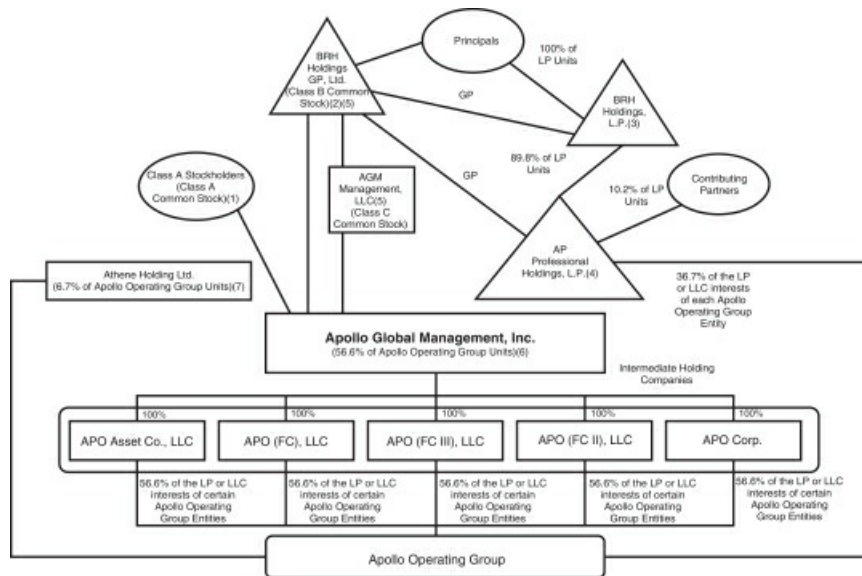 Principals
100% of
LP Units
BRH
Holdings
GP, Ltd.
(Class B Common
Stock)(2)(5)
GP
BRH
Holdings,
L.P.(3)
89.8% of LP
Units
Class A Stockholders
(Class A
Common Stock)(1)
AGM
Management,
LLC(5)
(Class C
Common Stock)
GP
10.2% of LP
Units
Contributing
Partners
AP
Professional
Holdings, L.P.(4)
Athene Holding Ltd.
(6.7% of Apollo Operating Group Units)(7)
36.7% of the LP
or LLC interests
of each Apollo
Operating Group
Entity
Apollo Global Management, Inc.
(56.6% of Apollo Operating Group Units)(6)
Intermediate Holding
Companies
100%
100%
100%
100%
100%
APO Asset Co., LLC
APO (FC), LLC
APO (FC III), LLC
APO (FC II), LLC
APO Corp.
56.6% of the LP or LLC
interests of certain
Apollo Operating
Group Entities
56.6% of the LP or LLC
interests of certain
Apollo Operating
Group Entities
56.6% of the LP or LLC
interests of certain
Apollo Operating
Group Entities
56.6% of the LP or LLC
interests of certain
Apollo Operating
Group Entities
56.6% of the LP or LLC
interests of certain
Apollo Operating
Group Entities
Apollo Operating Group